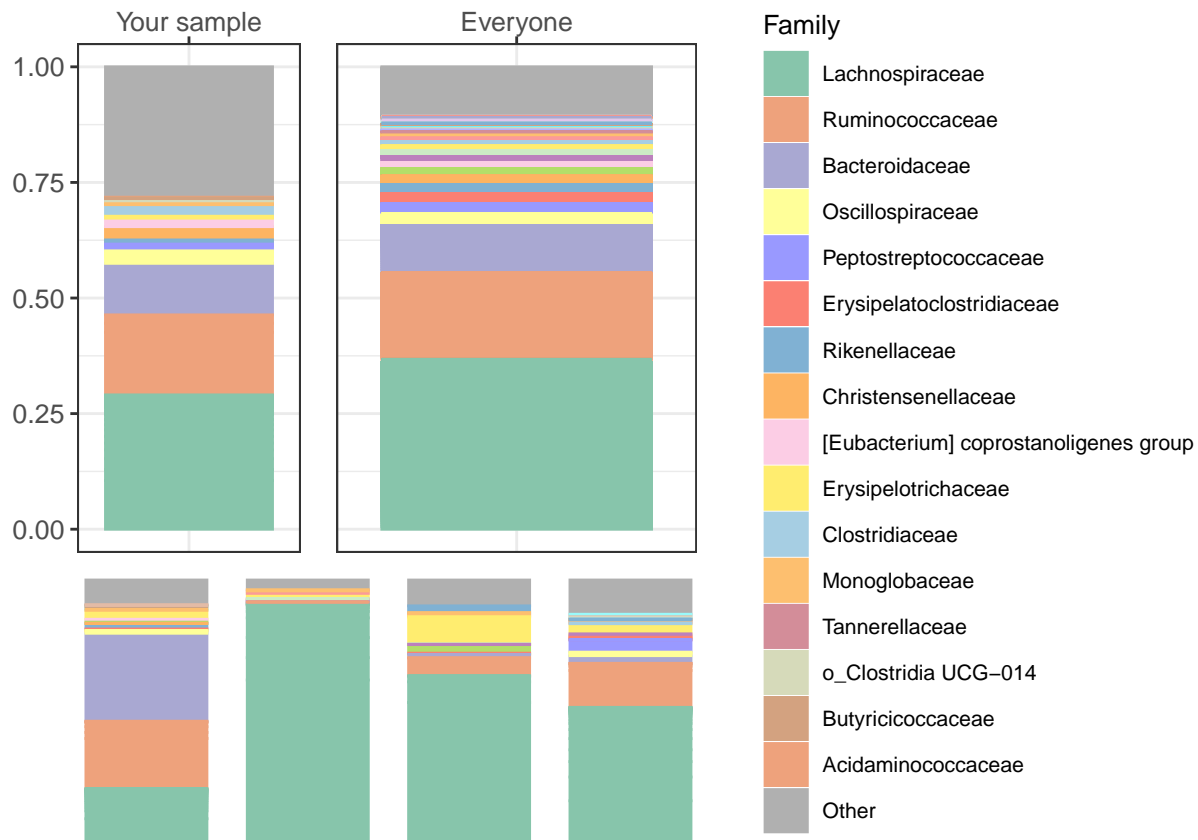 Your sample
Everyone
1.00
0.75
0.50
0.25
0.00
Family
Lachnospiraceae
Ruminococcaceae
Bacteroidaceae
Oscillospiraceae
Peptostreptococcaceae
Erysipelatoclostridiaceae
Rikenellaceae
Christensenellaceae
[Eubacterium] coprostanoligenes group
Erysipelotrichaceae
Clostridiaceae
Monoglobaceae
Tannerellaceae
o_Clostridia UCG−014
Butyricicoccaceae
Acidaminococcaceae
Other